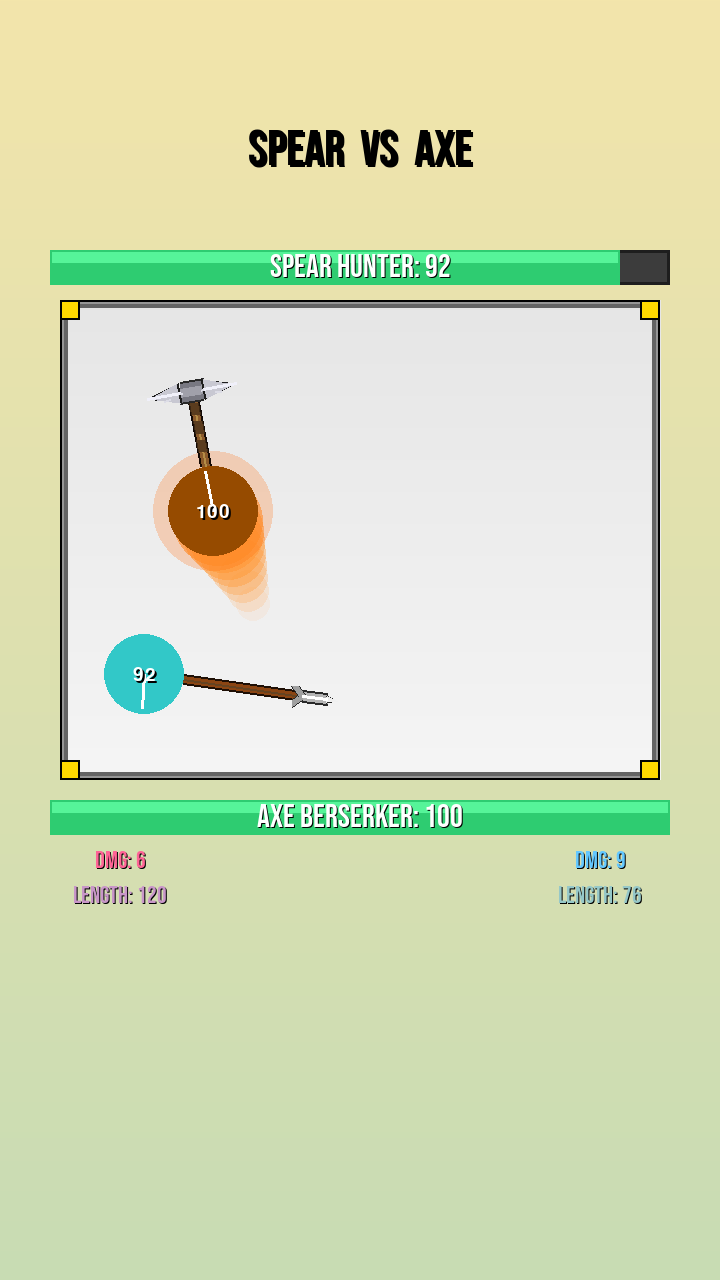 SPEAR VS AXE
SPEAR HUNTER: 92
100
92
AXE BERSERKER: 100
DMG: 6
DMG: 9
LENGTH: 120
LENGTH: 76